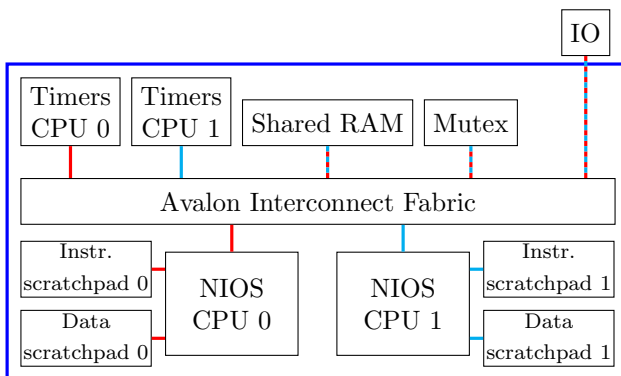 IO
Timers
CPU 0
Timers
CPU 1
Shared RAM
Mutex
Avalon Interconnect Fabric
Instr.
scratchpad 0
NIOS
CPU 0
Data
scratchpad 0
NIOS
CPU 1
Instr.
scratchpad 1
Data
scratchpad 1